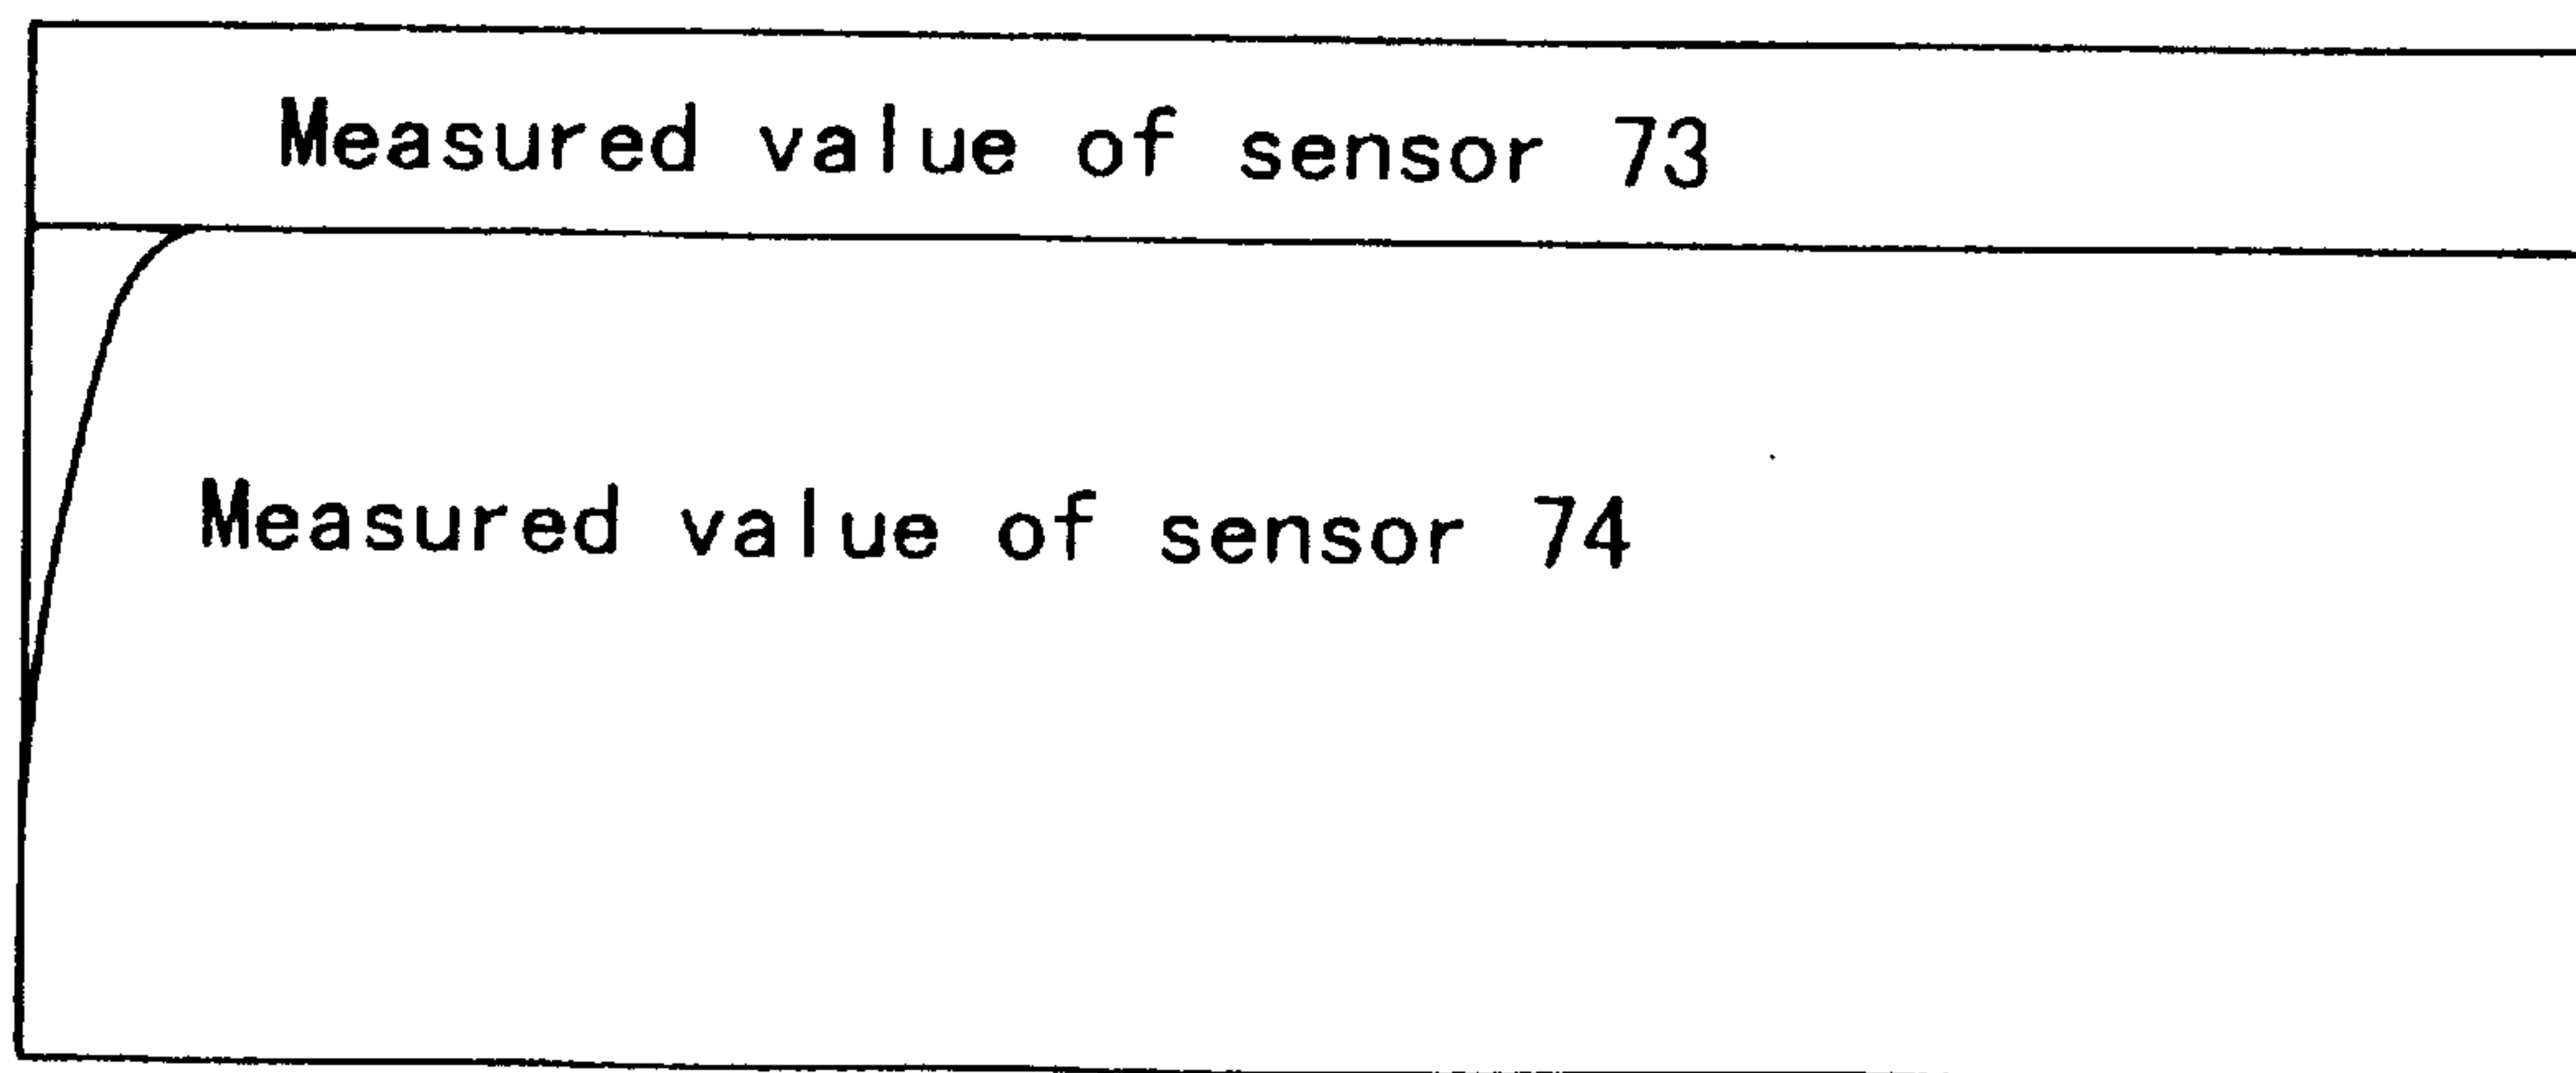 Measured value of sensor 73
Measured value of sensor 74